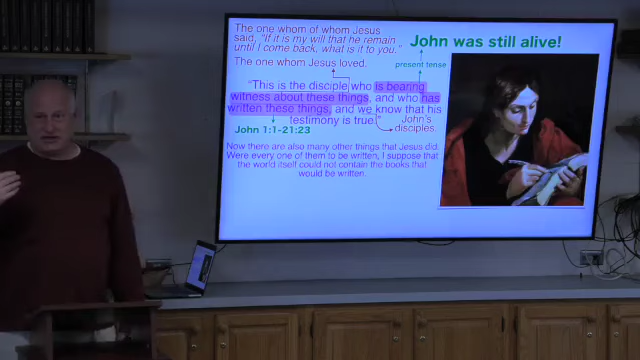 The one whom of whom Jesus
said, "If it is my will that he remain
until I come back, what is it to you."
The one whom Jesus loved.
John was still alive!
present tense
"This is the disciple who is bearing
witness about these things, and who has
written these things, and we know that his
testimony is true."
John's
disciples.
John 1:1-21:23
Now there are also many other things that Jesus did.
Were every one of them to be written, I suppose that
the world itself could not contain the books that
would be written.